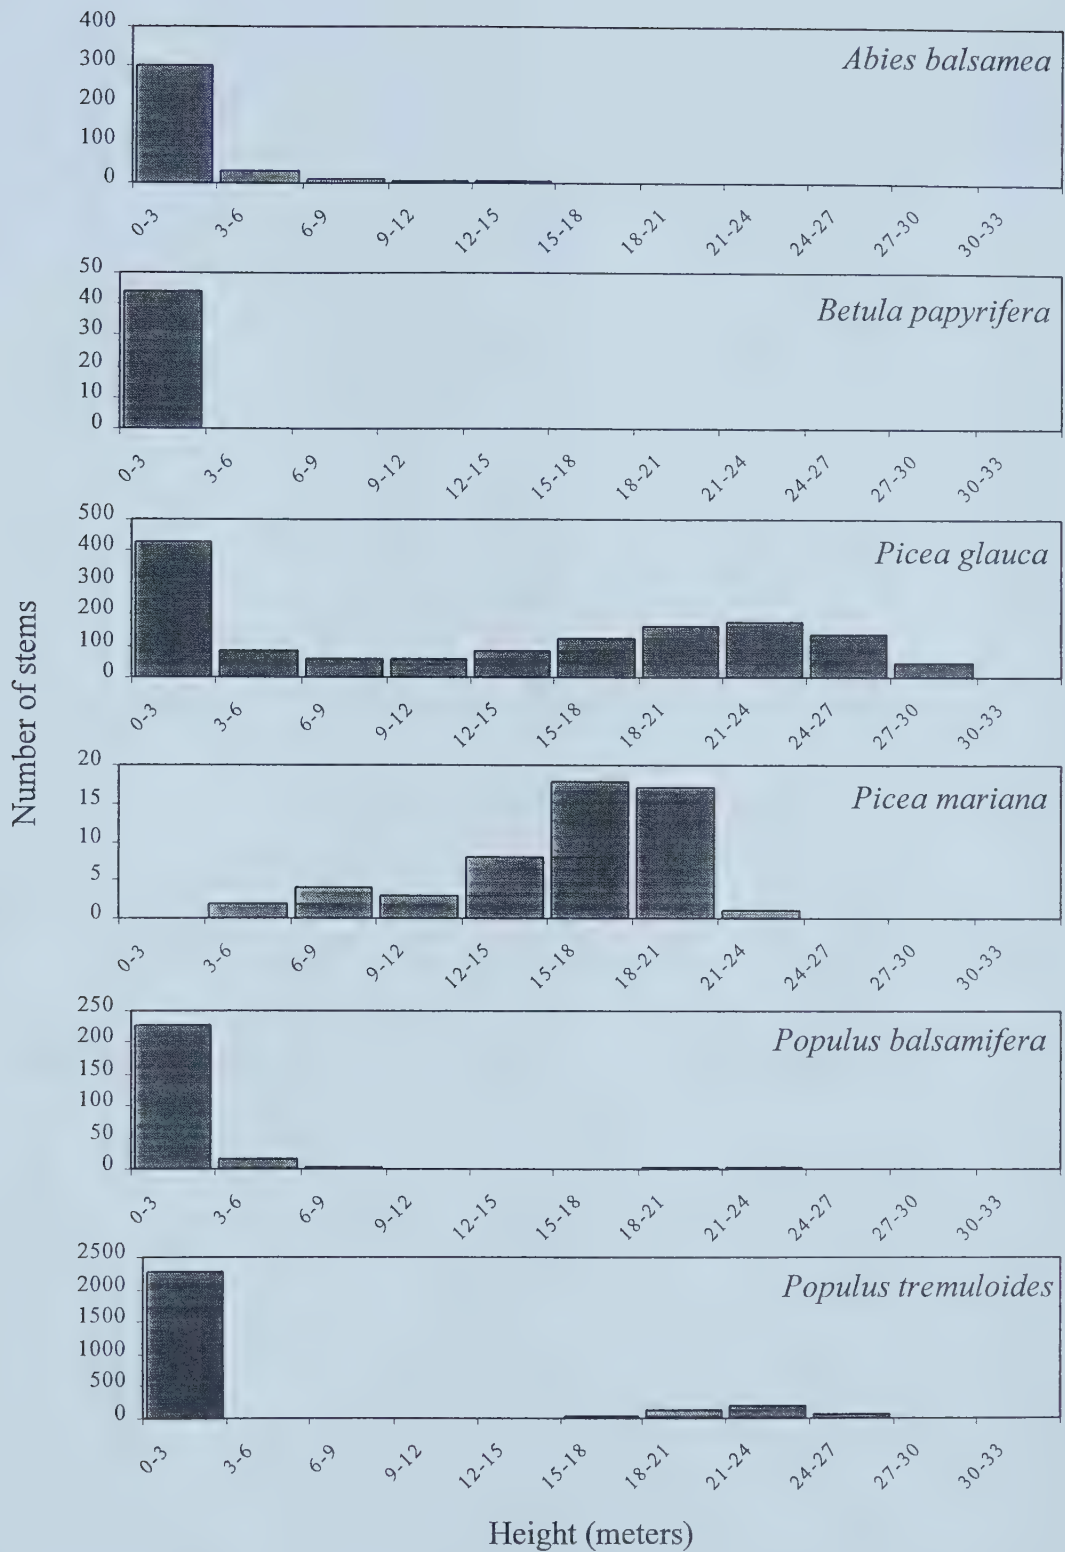 Number of stems
400
300
200
100
0
Abies balsamea
0-3 3-6 6-9 9-12 12-15 15-18 18-21 21-24 24-27 27-30 30-33
50
40
30
20
10
0
Betula papyrifera
0-3 3-6 6-9 9-12 12-15 15-18 18-21 21-24 24-27 27-30 30-33
500
400
300
200
100
0
Picea glauca
0-3 3-6 6-9 9-12 12-15 15-18 18-21 21-24 24-27 27-30 30-33
20
15
10
5
0
Picea mariana
0-3 3-6 6-9 9-12 12-15 15-18 18-21 21-24 24-27 27-30 30-33
250
200
150
100
50
0
Populus balsamifera
0-3 3-6 6-9 9-12 12-15 15-18 18-21 21-24 24-27 27-30 30-33
2500
2000
1500
1000
500
0
Populus tremuloides
0-3 3-6 6-9 9-12 12-15 15-18 18-21 21-24 24-27 27-30 30-33
Height (meters)